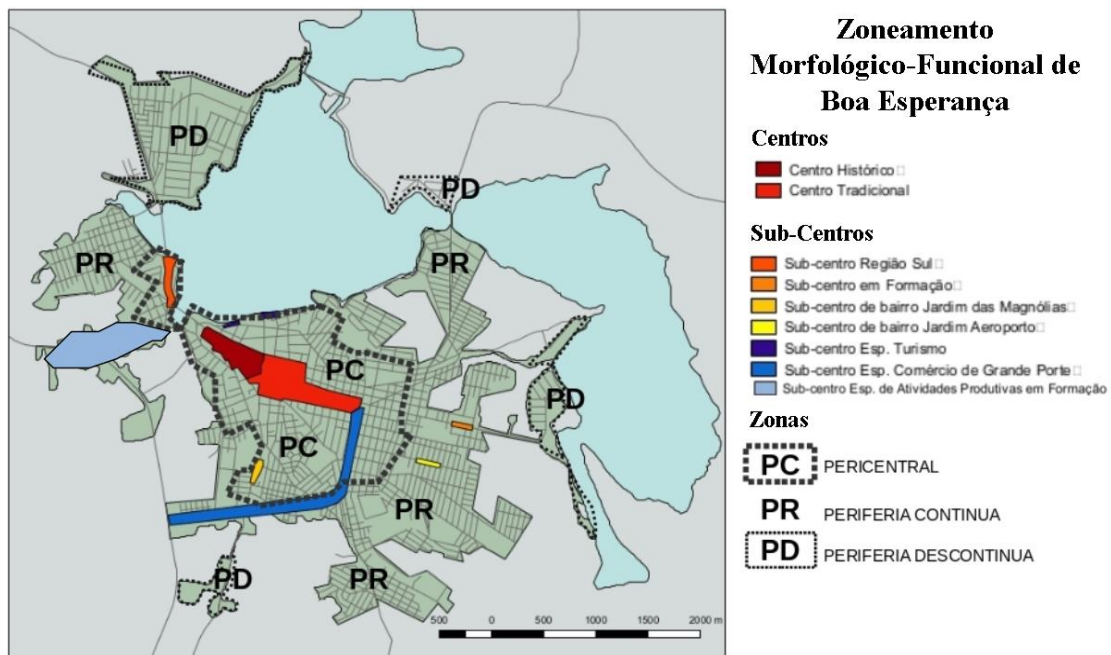 Zoneamento
Morfológico-Funcional de
Boa Esperança
Centros
Centro Histórico
Centro Tradicional
Sub-Centros
Sub-centro Região Sul
Sub-centro em Formação
Sub-centro de bairro Jardim das Magnólias
Sub-centro de bairro Jardim Aeroporto
Sub-centro Esp. Turismo
Sub-centro Esp. Comércio de Grande Porte
Sub-centro Esp. de Atividades Produtivas em Formação
Zonas
PC PERICENTRAL
PR PERIFERIA CONTINUA
PD PERIFERIA DESCONTINUA
PD
PD
PR
PR
PC
PD
PC
PR
PD
PR
500 0 500 1000 1500 2000 m